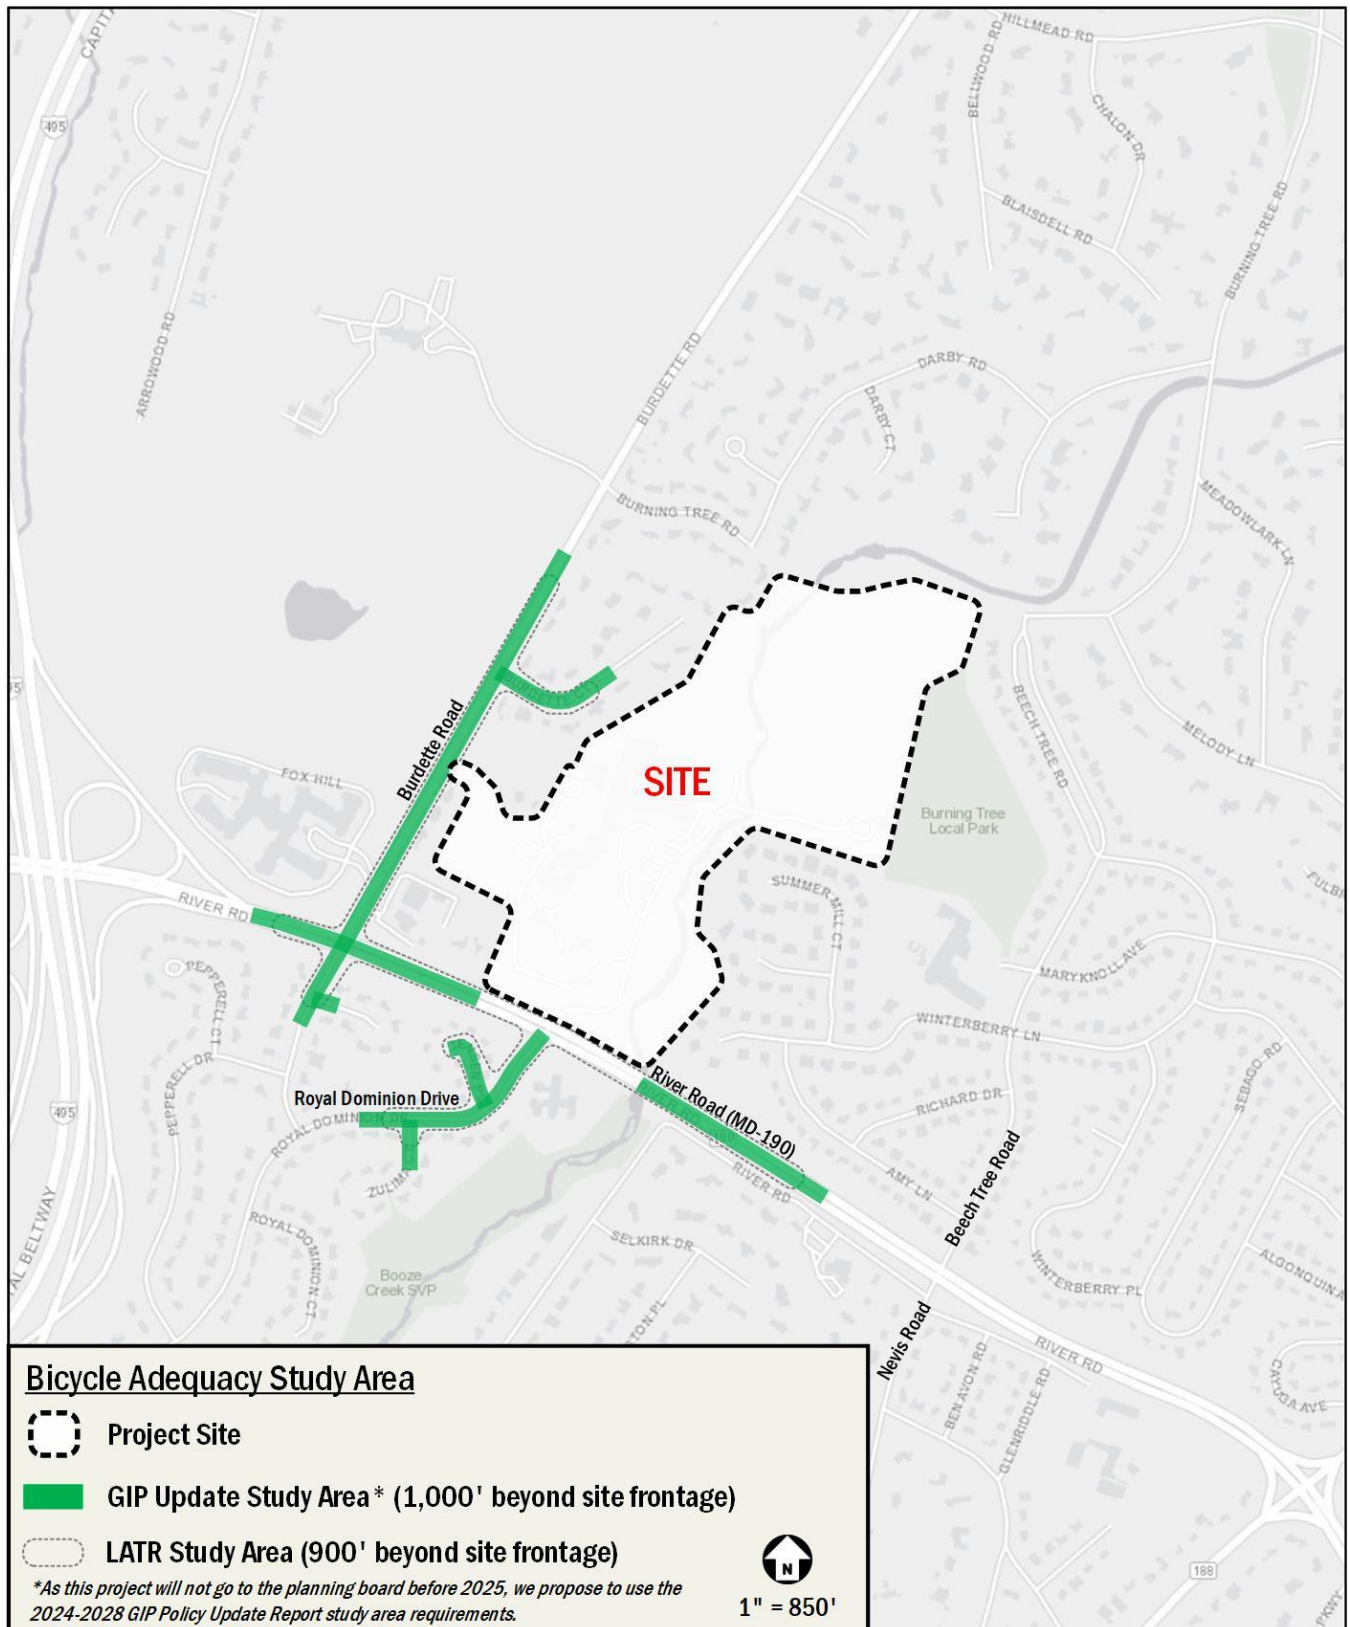 CAPITA
HILLMEAD RD
BELLWOOD RD
CHALON DR
495
BLAISDELL RD
BURNING TREE RD
ARROWOOD RD
BURDETTE RD
DARBY RD
DARBY CT
BURNING TREE RD
MEADOWLARK LN
BURDETTE CT
BEECH TREE RD
Burdette Road
MELODY LN
FOX HILL
SITE
Burning Tree
Local Park
SUMMER MILL CT
RIVER RD
MARYKNOLL AVE
PEPPERELL CT
WINTERBERRY LN
PEPPERELL DR
River Road (MD-190)
RIVER RD
190
SEBAGO RD
Royal Dominion Drive
RICHARD DR
495
ROYAL DOMINION DR
RIVER RD
AMY LN
Beech Tree Road
ROYAL DOMINION CT
SELKIRK DR
WINTERBERRY PL
Booze
Creek SVP
Nevis Road
RIVER RD
BEN AVON RD
GLENRIDDLE RD
CAYUGA AVE
188
PKWY
Bicycle Adequacy Study Area
Project Site
GIP Update Study Area* (1,000' beyond site frontage)
LATR Study Area (900' beyond site frontage)
*As this project will not go to the planning board before 2025, we propose to use the
2024-2028 GIP Policy Update Report study area requirements.
N
1" = 850'